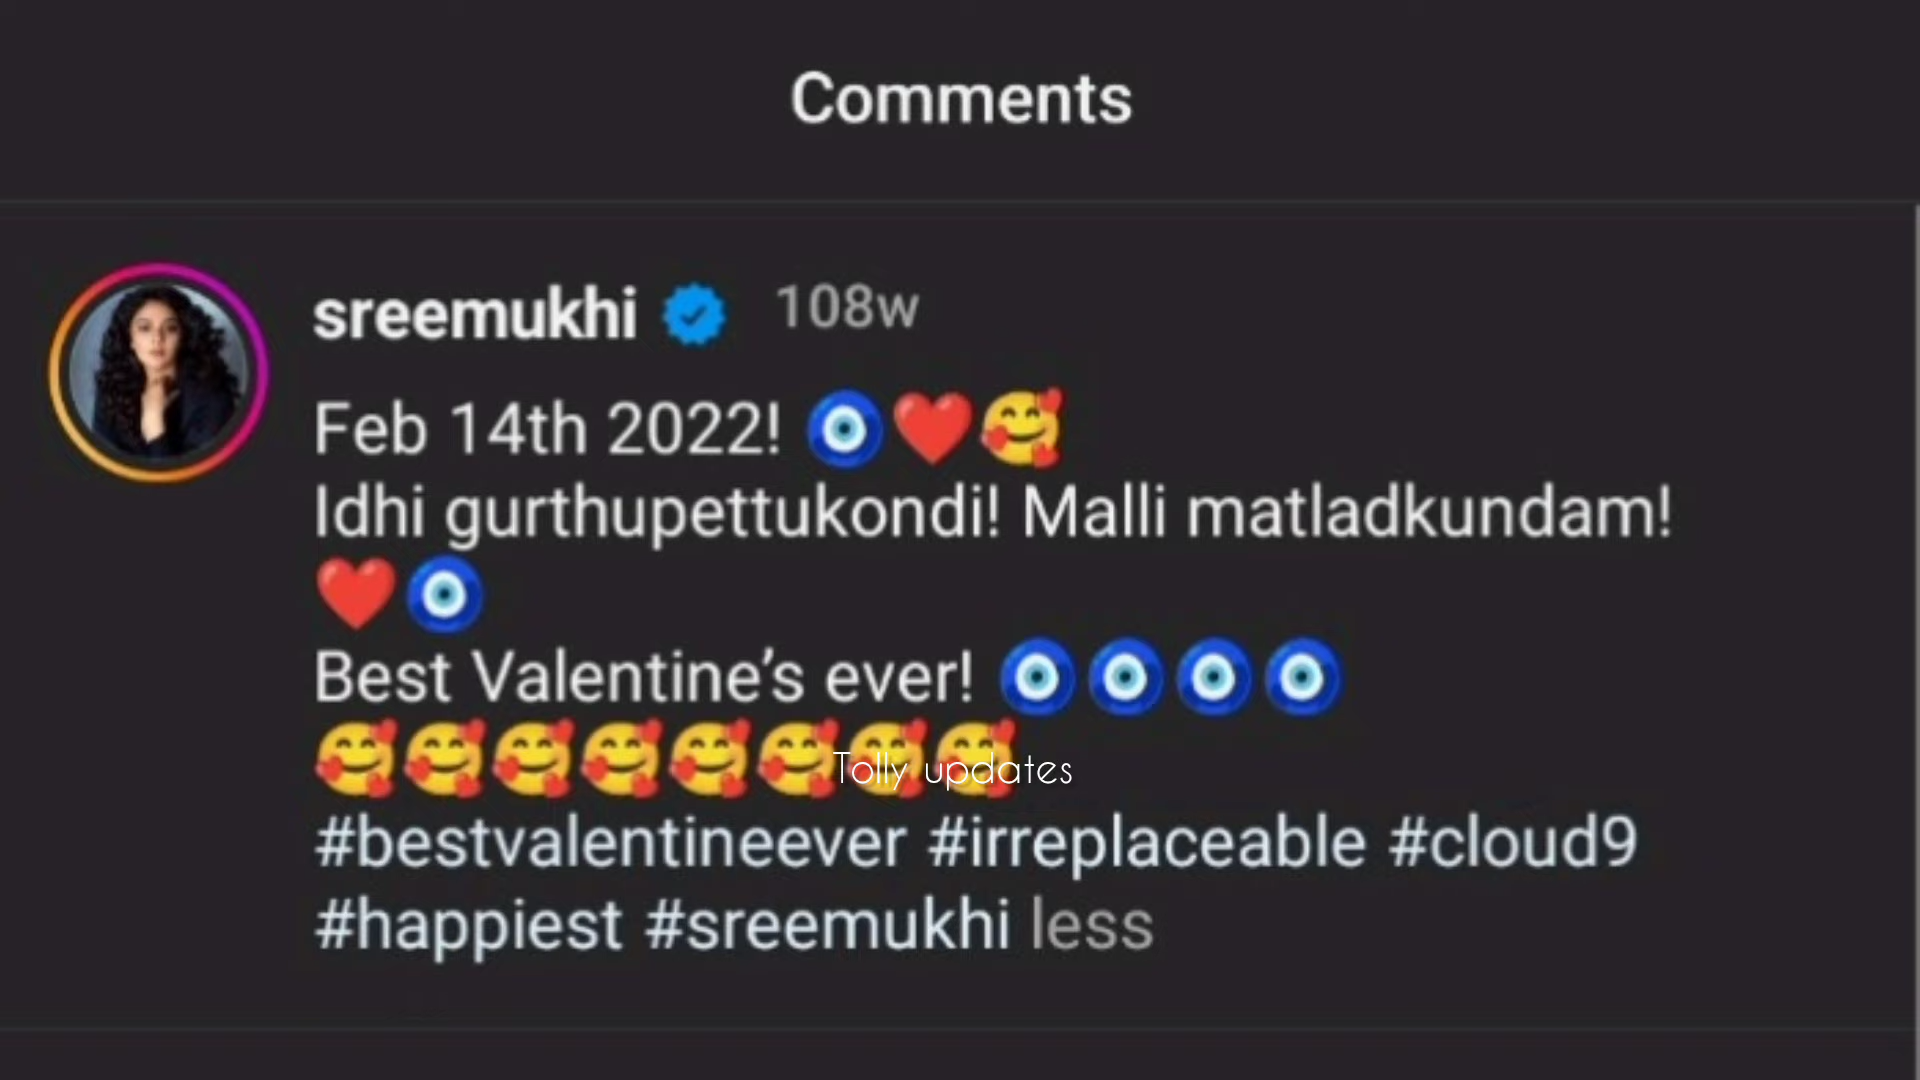 Comments
sreemukhi 108w
Feb 14th 2022! 🧿❤️🥰
Idhi gurthupettukondi! Malli matladkundam!
❤️🧿
Best Valentine’s ever! 🧿🧿🧿🧿
🥰🥰🥰🥰🥰🥰🥰🥰
Tolly updates
#bestvalentineever #irreplaceable #cloud9
#happiest #sreemukhi less